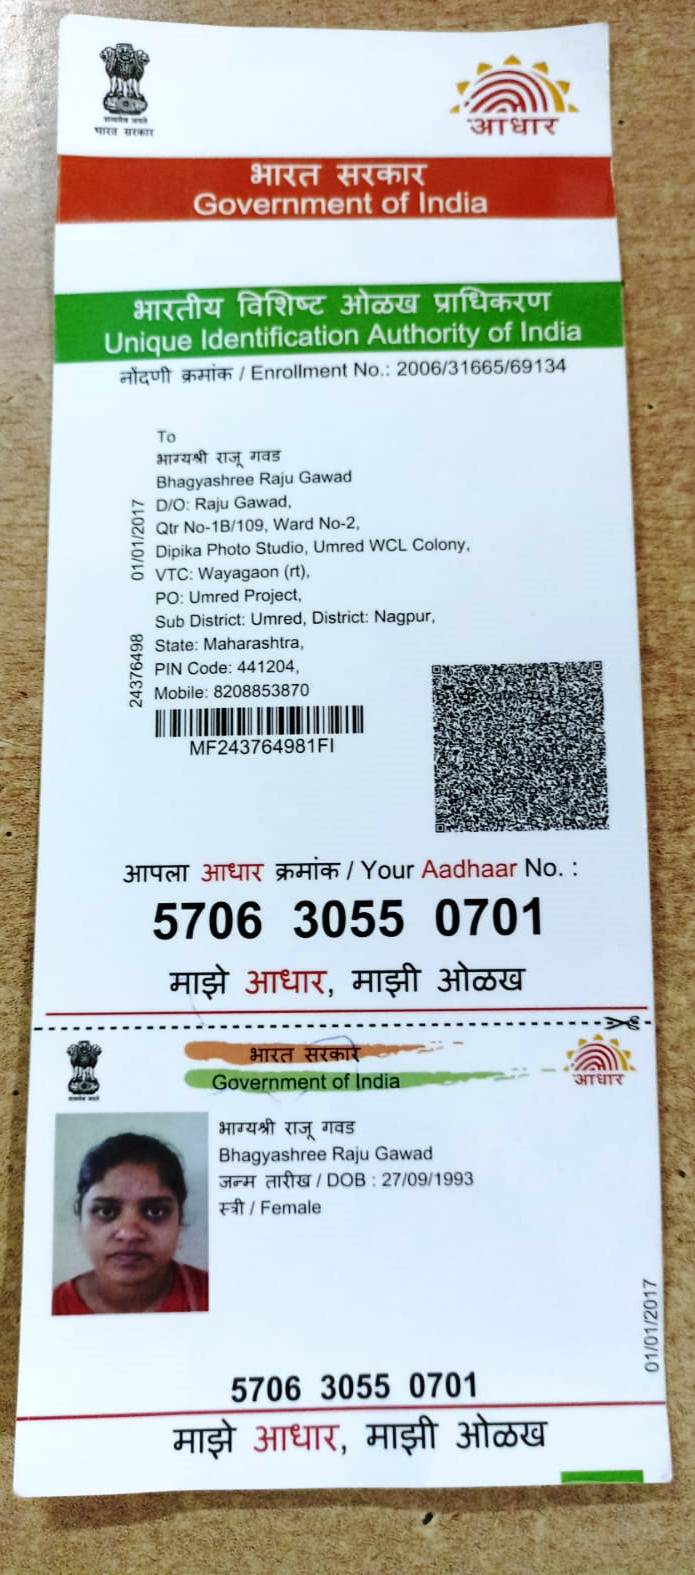 भारत सरकार
आधार
भारत सरकार
Government of India
भारतीय विशिष्ट ओळख प्राधिकरण
Unique Identification Authority of India
नोंदणी क्रमांक / Enrollment No.: 2006/31665/69134
To
भाग्यश्री राजू गवड
Bhagyashree Raju Gawad
D/O: Raju Gawad,
Qtr No-1B/109, Ward No-2,
Dipika Photo Studio, Umred WCL Colony,
VTC: Wayagaon (rt),
PO: Umred Project,
Sub District: Umred, District: Nagpur,
State: Maharashtra,
PIN Code: 441204,
Mobile: 8208853870
24376498 01/01/2017
MF243764981FI
आपला आधार क्रमांक / Your Aadhaar No. :
5706 3055 0701
माझे आधार, माझी ओळख
भारत सरकार
Government of India
आधार
भाग्यश्री राजू गवड
Bhagyashree Raju Gawad
जन्म तारीख / DOB : 27/09/1993
स्त्री / Female
01/01/2017
5706 3055 0701
माझे आधार, माझी ओळख